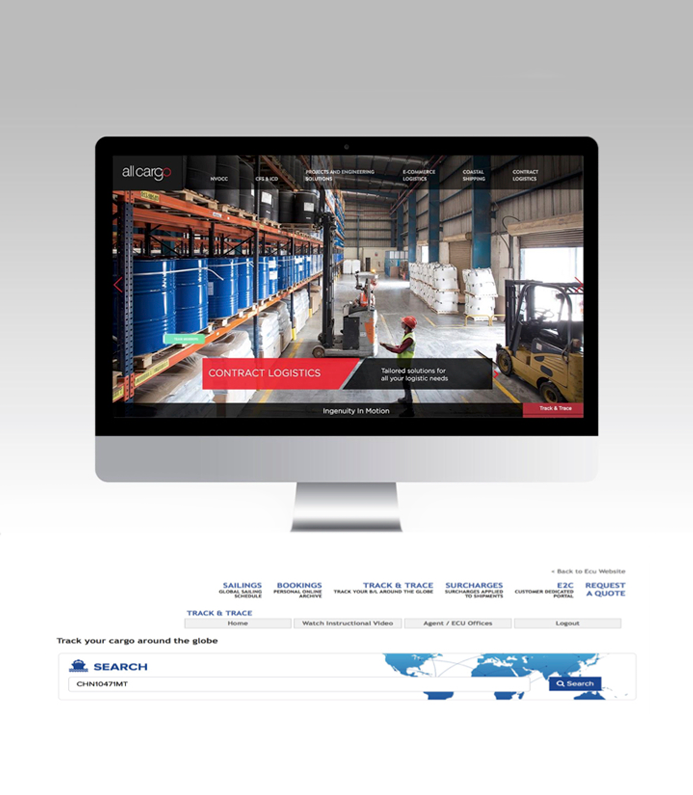 allcargo
NVOCC
CFS & ICD
PROJECTS AND ENGINEERING
SOLUTIONS
E-COMMERCE
LOGISTICS
COASTAL
SHIPPING
CONTRACT
LOGISTICS
CONTRACT LOGISTICS
Tailored solutions for
all your logistic needs
Ingenuity In Motion
Track & Trace
< Back to Ecu Website
SAILINGS
GLOBAL SAILING
SCHEDULE
BOOKINGS
PERSONAL ONLINE
ARCHIVE
TRACK & TRACE
TRACK YOUR B/L AROUND THE GLOBE
SURCHARGES
SURCHARGES APPLIED
TO SHIPMENTS
E2C
CUSTOMER DEDICATED
PORTAL
REQUEST
A QUOTE
TRACK & TRACE
Home
Watch Instructional Video
Agent / ECU Offices
Logout
Track your cargo around the globe
SEARCH
CHN10471MT
Search